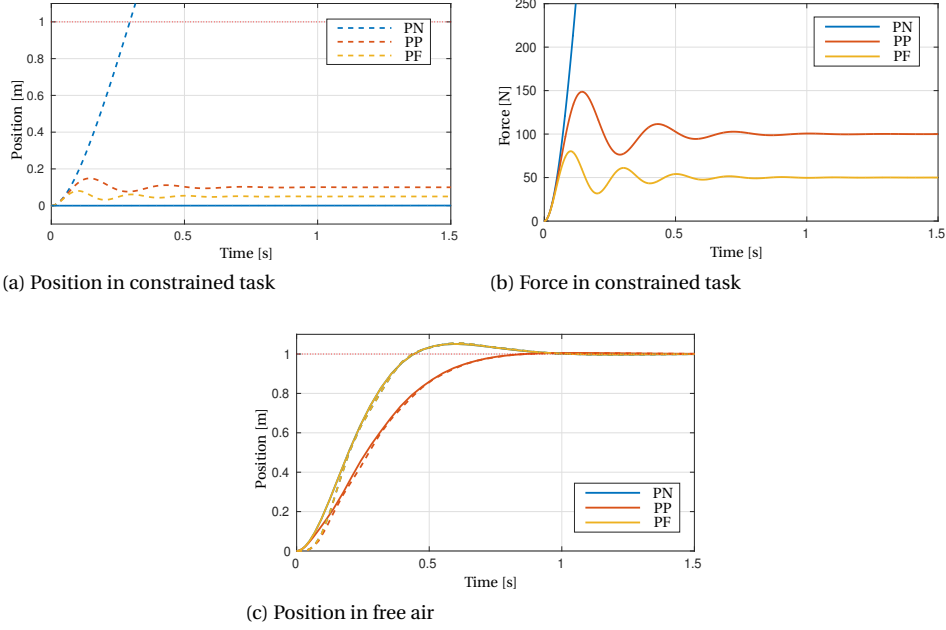 1
0.8
0.6
0.4
0.2
0
Position [m]
0
0.5
1
1.5
Time [s]
PN
PP
PF
(a) Position in constrained task
250
200
150
100
50
0
Force [N]
0
0.5
1
1.5
Time [s]
PN
PP
PF
(b) Force in constrained task
1
0.8
0.6
0.4
0.2
0
Position [m]
0
0.5
1
1.5
Time [s]
PN
PP
PF
(c) Position in free air